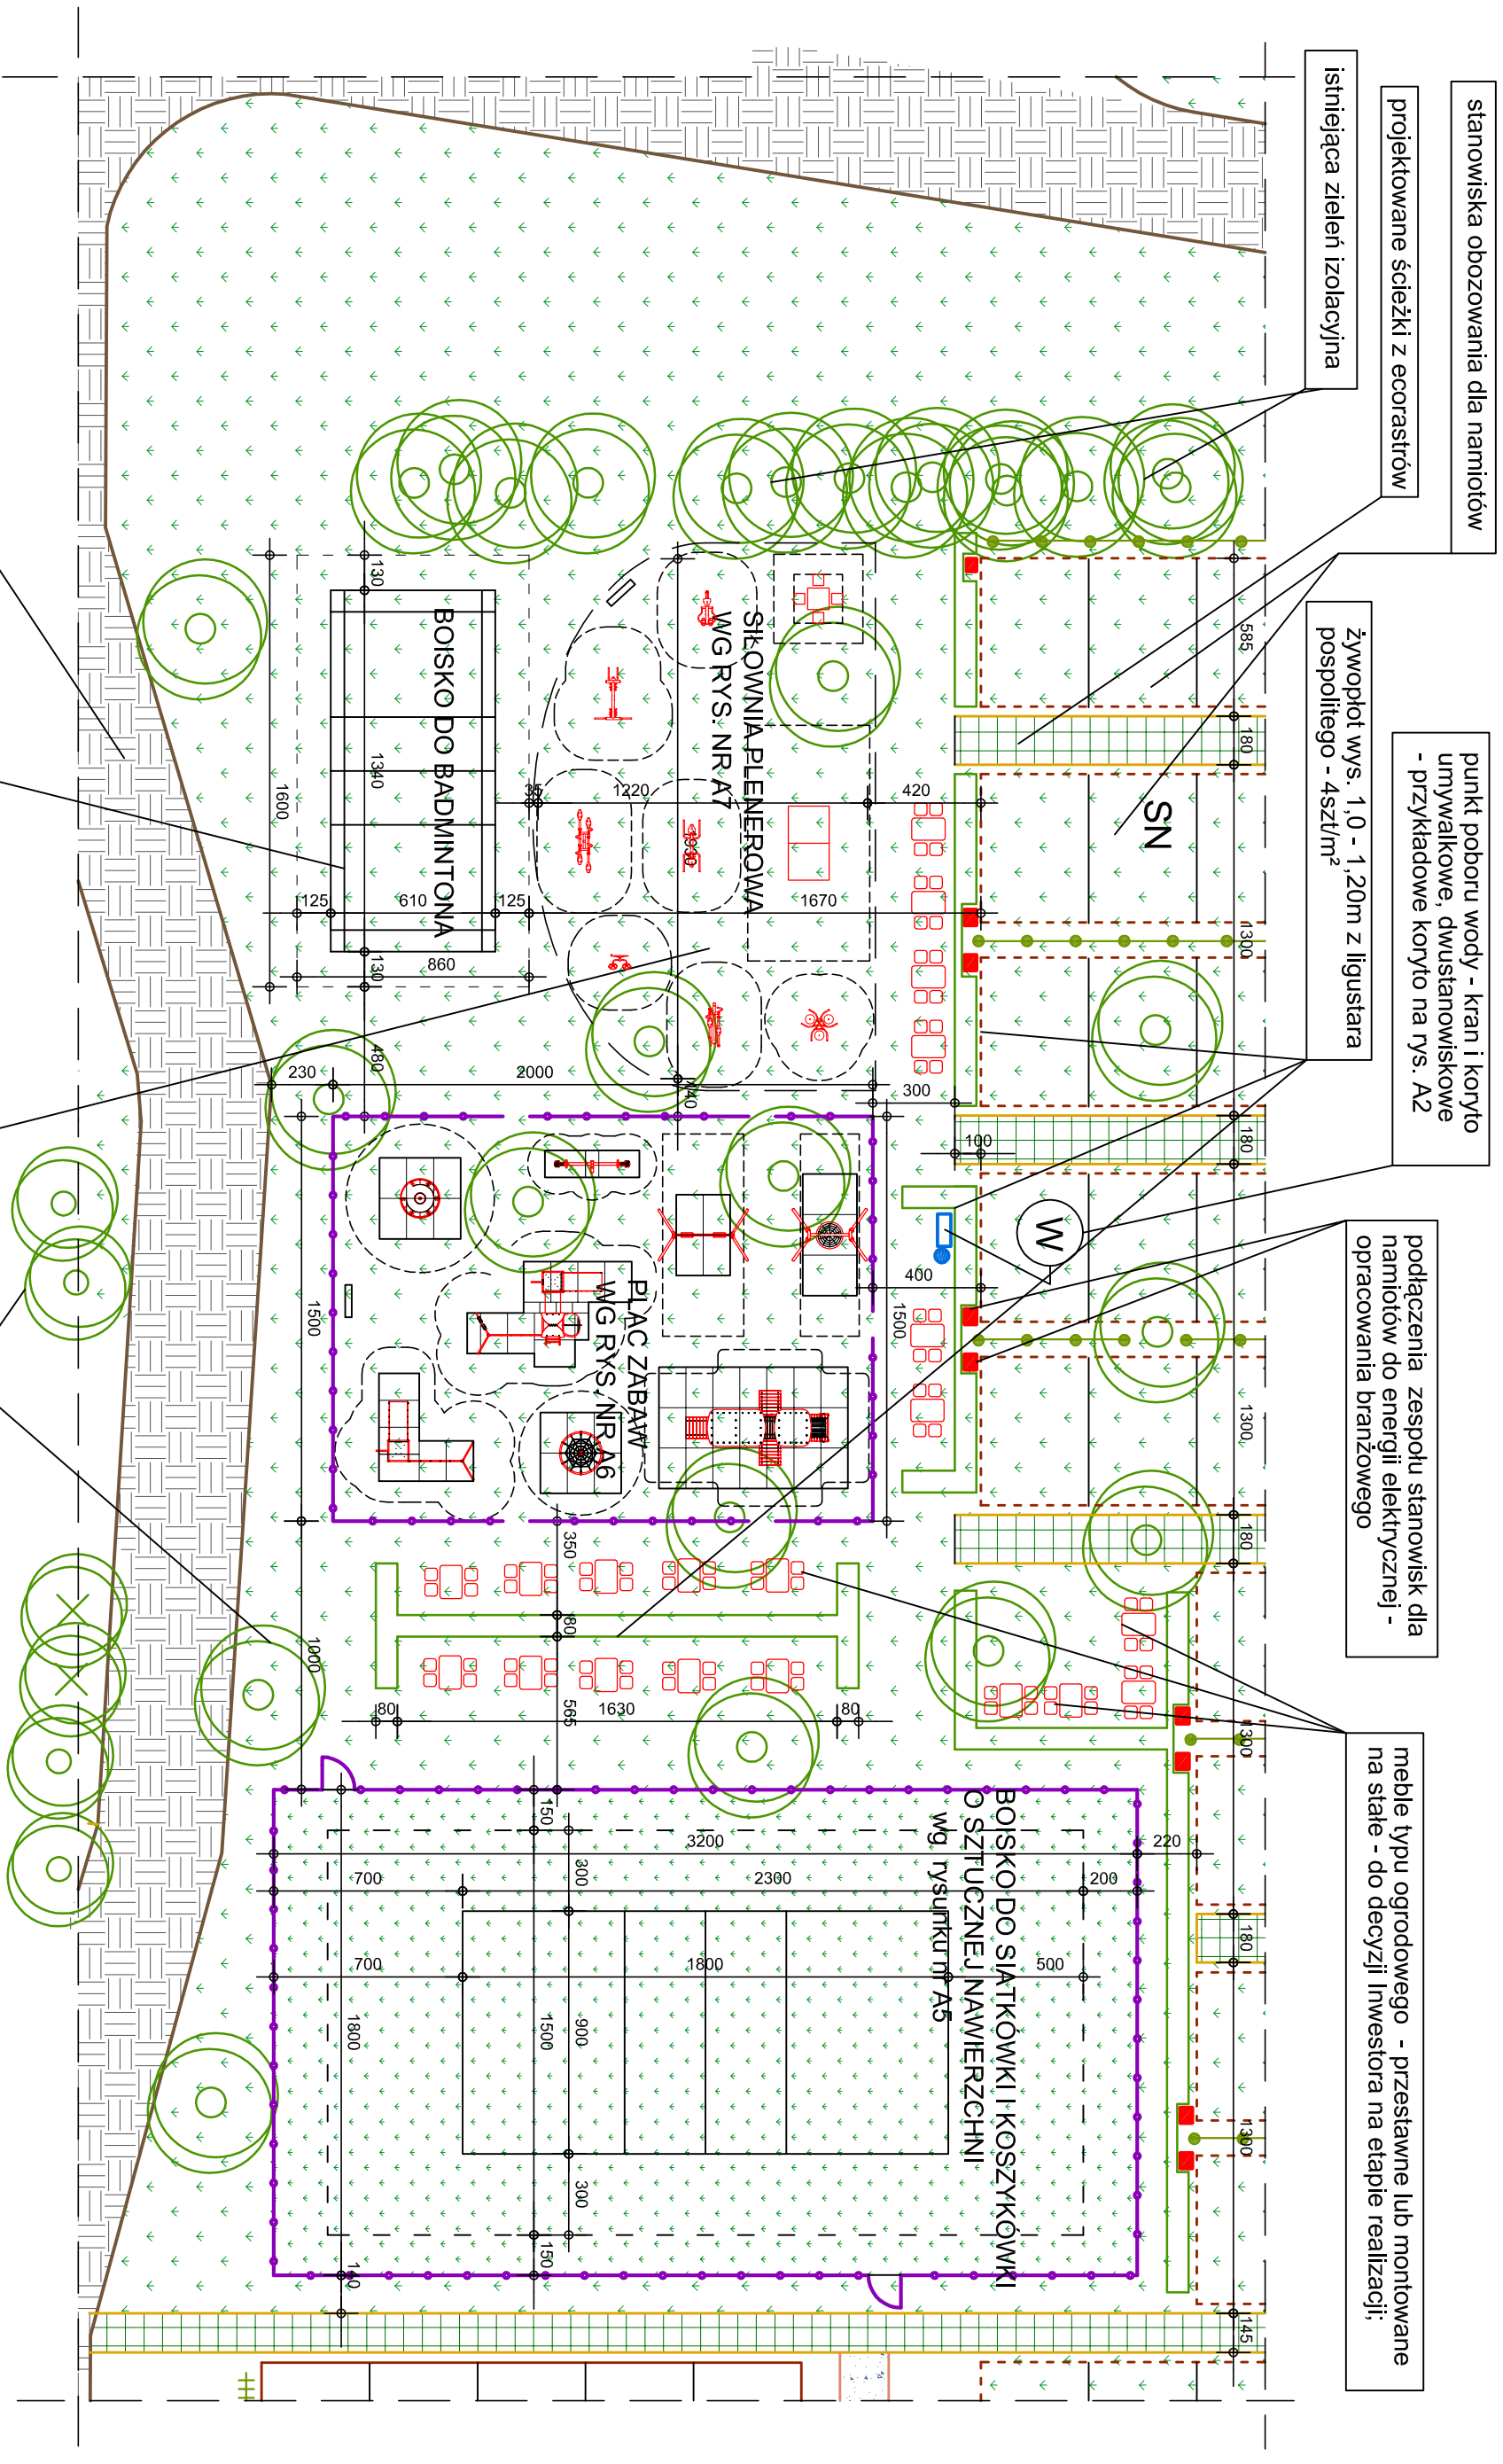 stanowiska obozowania dla namiotów
projektowane ścieżki z ecorastrów
istniejąca zieleń izolacyjna
punkt poboru wody - kran i koryto
umywalkowe, dwustanowiskowe
- przykładowe koryto na rys. A2
żywopłot wys. 1,0 - 1,20m z ligustara
pospolitego - 4szt/m²
podłączenia zespołu stanowisk dla
namiotów do energii elektrycznej -
opracowania branżowego
meble typu ogrodowego - przestawne lub montowane
na stałe - do decyzji Inwestora na etapie realizacji;
585
180
1300
180
1300
180
1300
180
1300
145
SN
W
420
300
100
400
1500
220
SIŁOWNIA PLENEROWA
WG RYS. NR A7
1220
35
1930
1670
140
BOISKO DO BADMINTONA
130
1340
130
480
1600
125
610
125
860
230
2000
PLAC ZABAW
WG RYS. NR A6
1500
350
80
565
1000
80
1630
80
BOISKO DO SIATKÓWKI I KOSZYKÓWKI
O SZTUCZNEJ NAWIERZCHNI
wg rysunku nr A5
3200
700
2300
200
700
1800
500
150
1500
150
300
900
300
1800
140